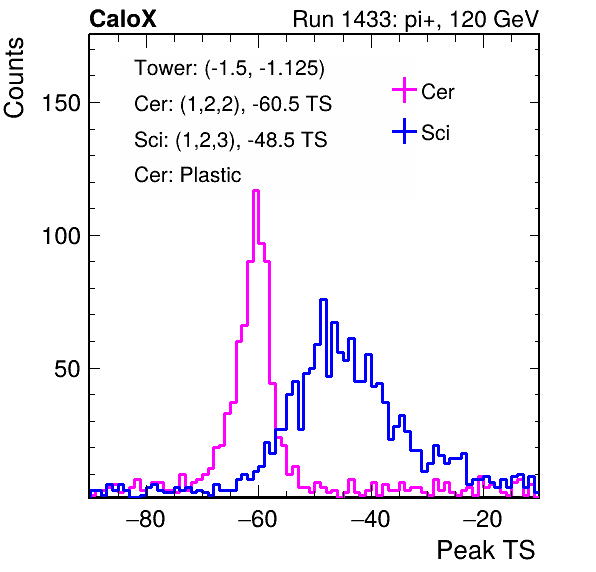 CaloX Run 1433: pi+, 120 GeV
Counts
Tower: (-1.5, -1.125)
Cer: (1,2,2), -60.5 TS
Sci: (1,2,3), -48.5 TS
Cer: Plastic
Cer
Sci
150
100
50
−80 −60 −40 −20
Peak TS